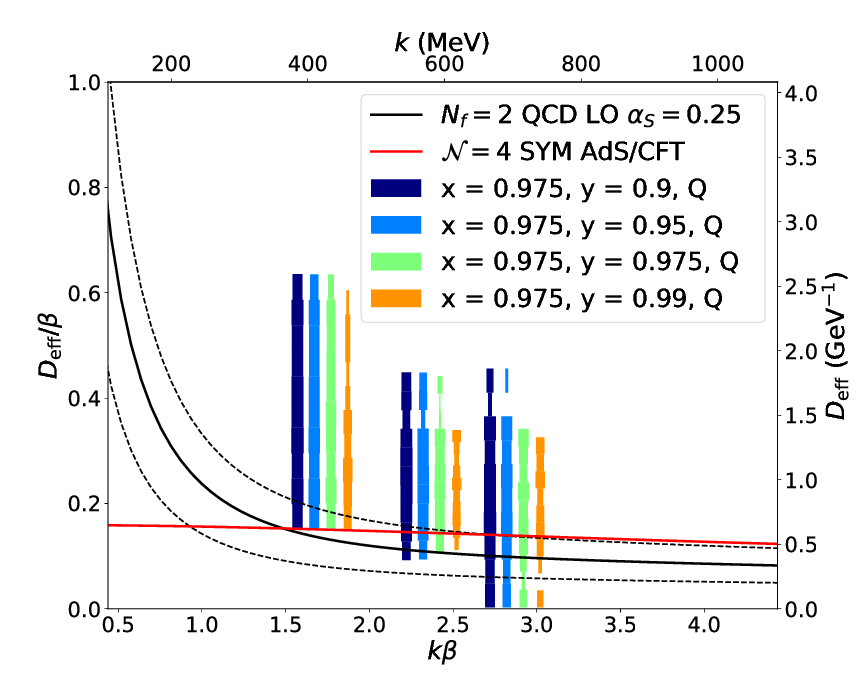 k (MeV)
200 400 600 800 1000
1.0
0.8
0.6
0.4
0.2
0.0
D_eff/β
4.0
3.5
3.0
2.5
2.0
1.5
1.0
0.5
0.0
D_eff (GeV⁻¹)
N_f = 2 QCD LO α_S = 0.25
𝒩 = 4 SYM AdS/CFT
x = 0.975, y = 0.9, Q
x = 0.975, y = 0.95, Q
x = 0.975, y = 0.975, Q
x = 0.975, y = 0.99, Q
0.5 1.0 1.5 2.0 2.5 3.0 3.5 4.0
kβ